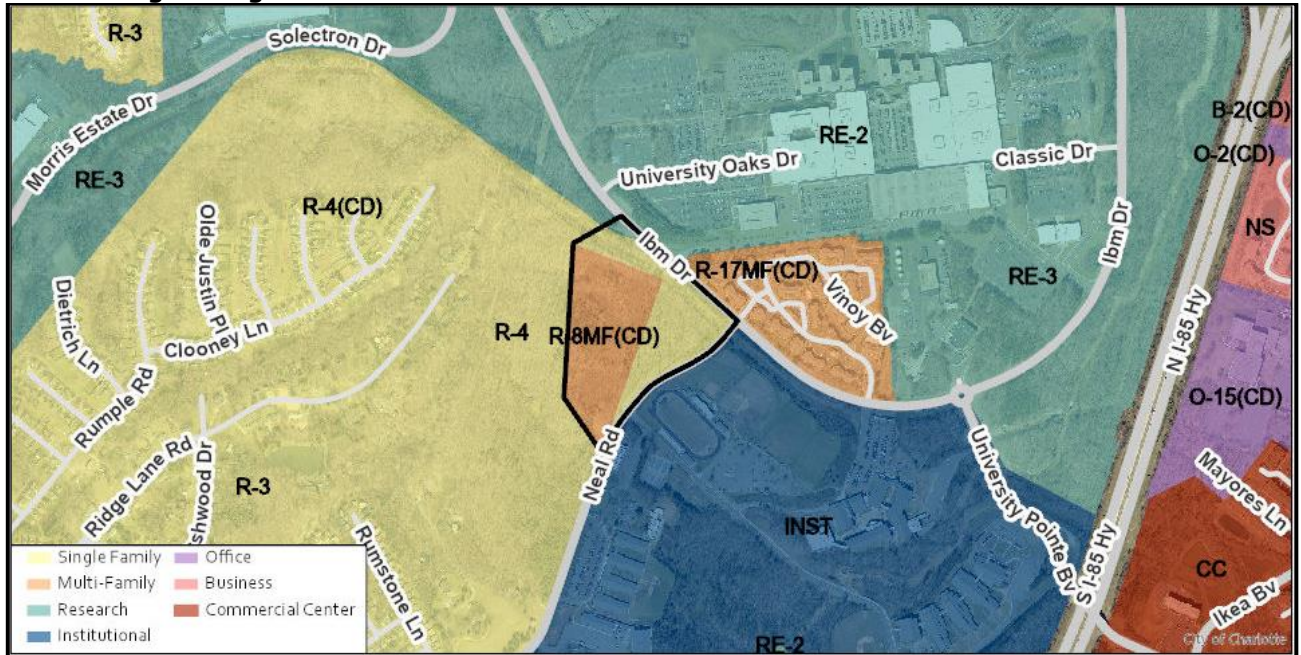 R-3
Solectron Dr
Morris Estate Dr
RE-3
R-4(CD)
Olde Justin Pl
Dietrich Ln
Clooney Ln
Rumple Rd
Ridge Lane Rd
shwood Dr
R-3
Rumstone Ln
R-4
R-8MF(CD)
Neal Rd
University Oaks Dr
Ibm Dr
R-17MF(CD)
Vinoy Bv
RE-2
Classic Dr
Ibm Dr
RE-3
INST
RE-2
University Pointe Bv
N I-85 Hy
S I-85 Hy
B-2(CD)
O-2(CD)
NS
O-15(CD)
Mayores Ln
CC
Ikea Bv
Single Family
Multi-Family
Research
Institutional
Office
Business
Commercial Center
City of Charlotte